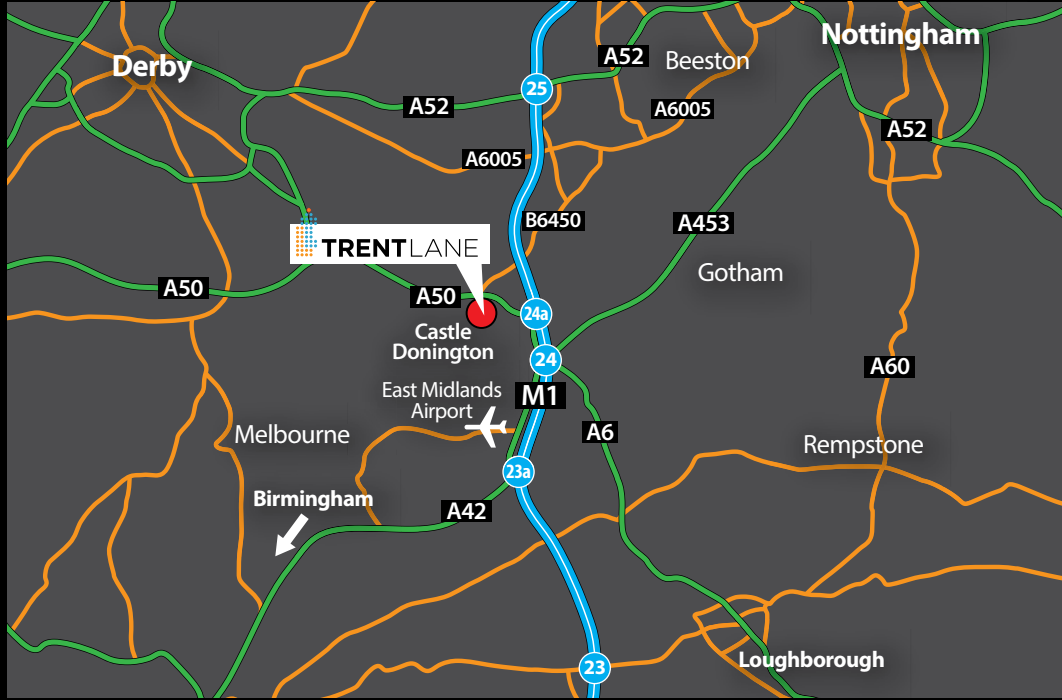 Nottingham
A52
Beeston
Derby
25
A52
A6005
A52
A6005
B6450
A453
TRENTLANE
Gotham
A50
A50
24a
Castle
Donington
24
A60
East Midlands
Airport
M1
Melbourne
A6
Rempstone
23a
Birmingham
A42
Loughborough
23